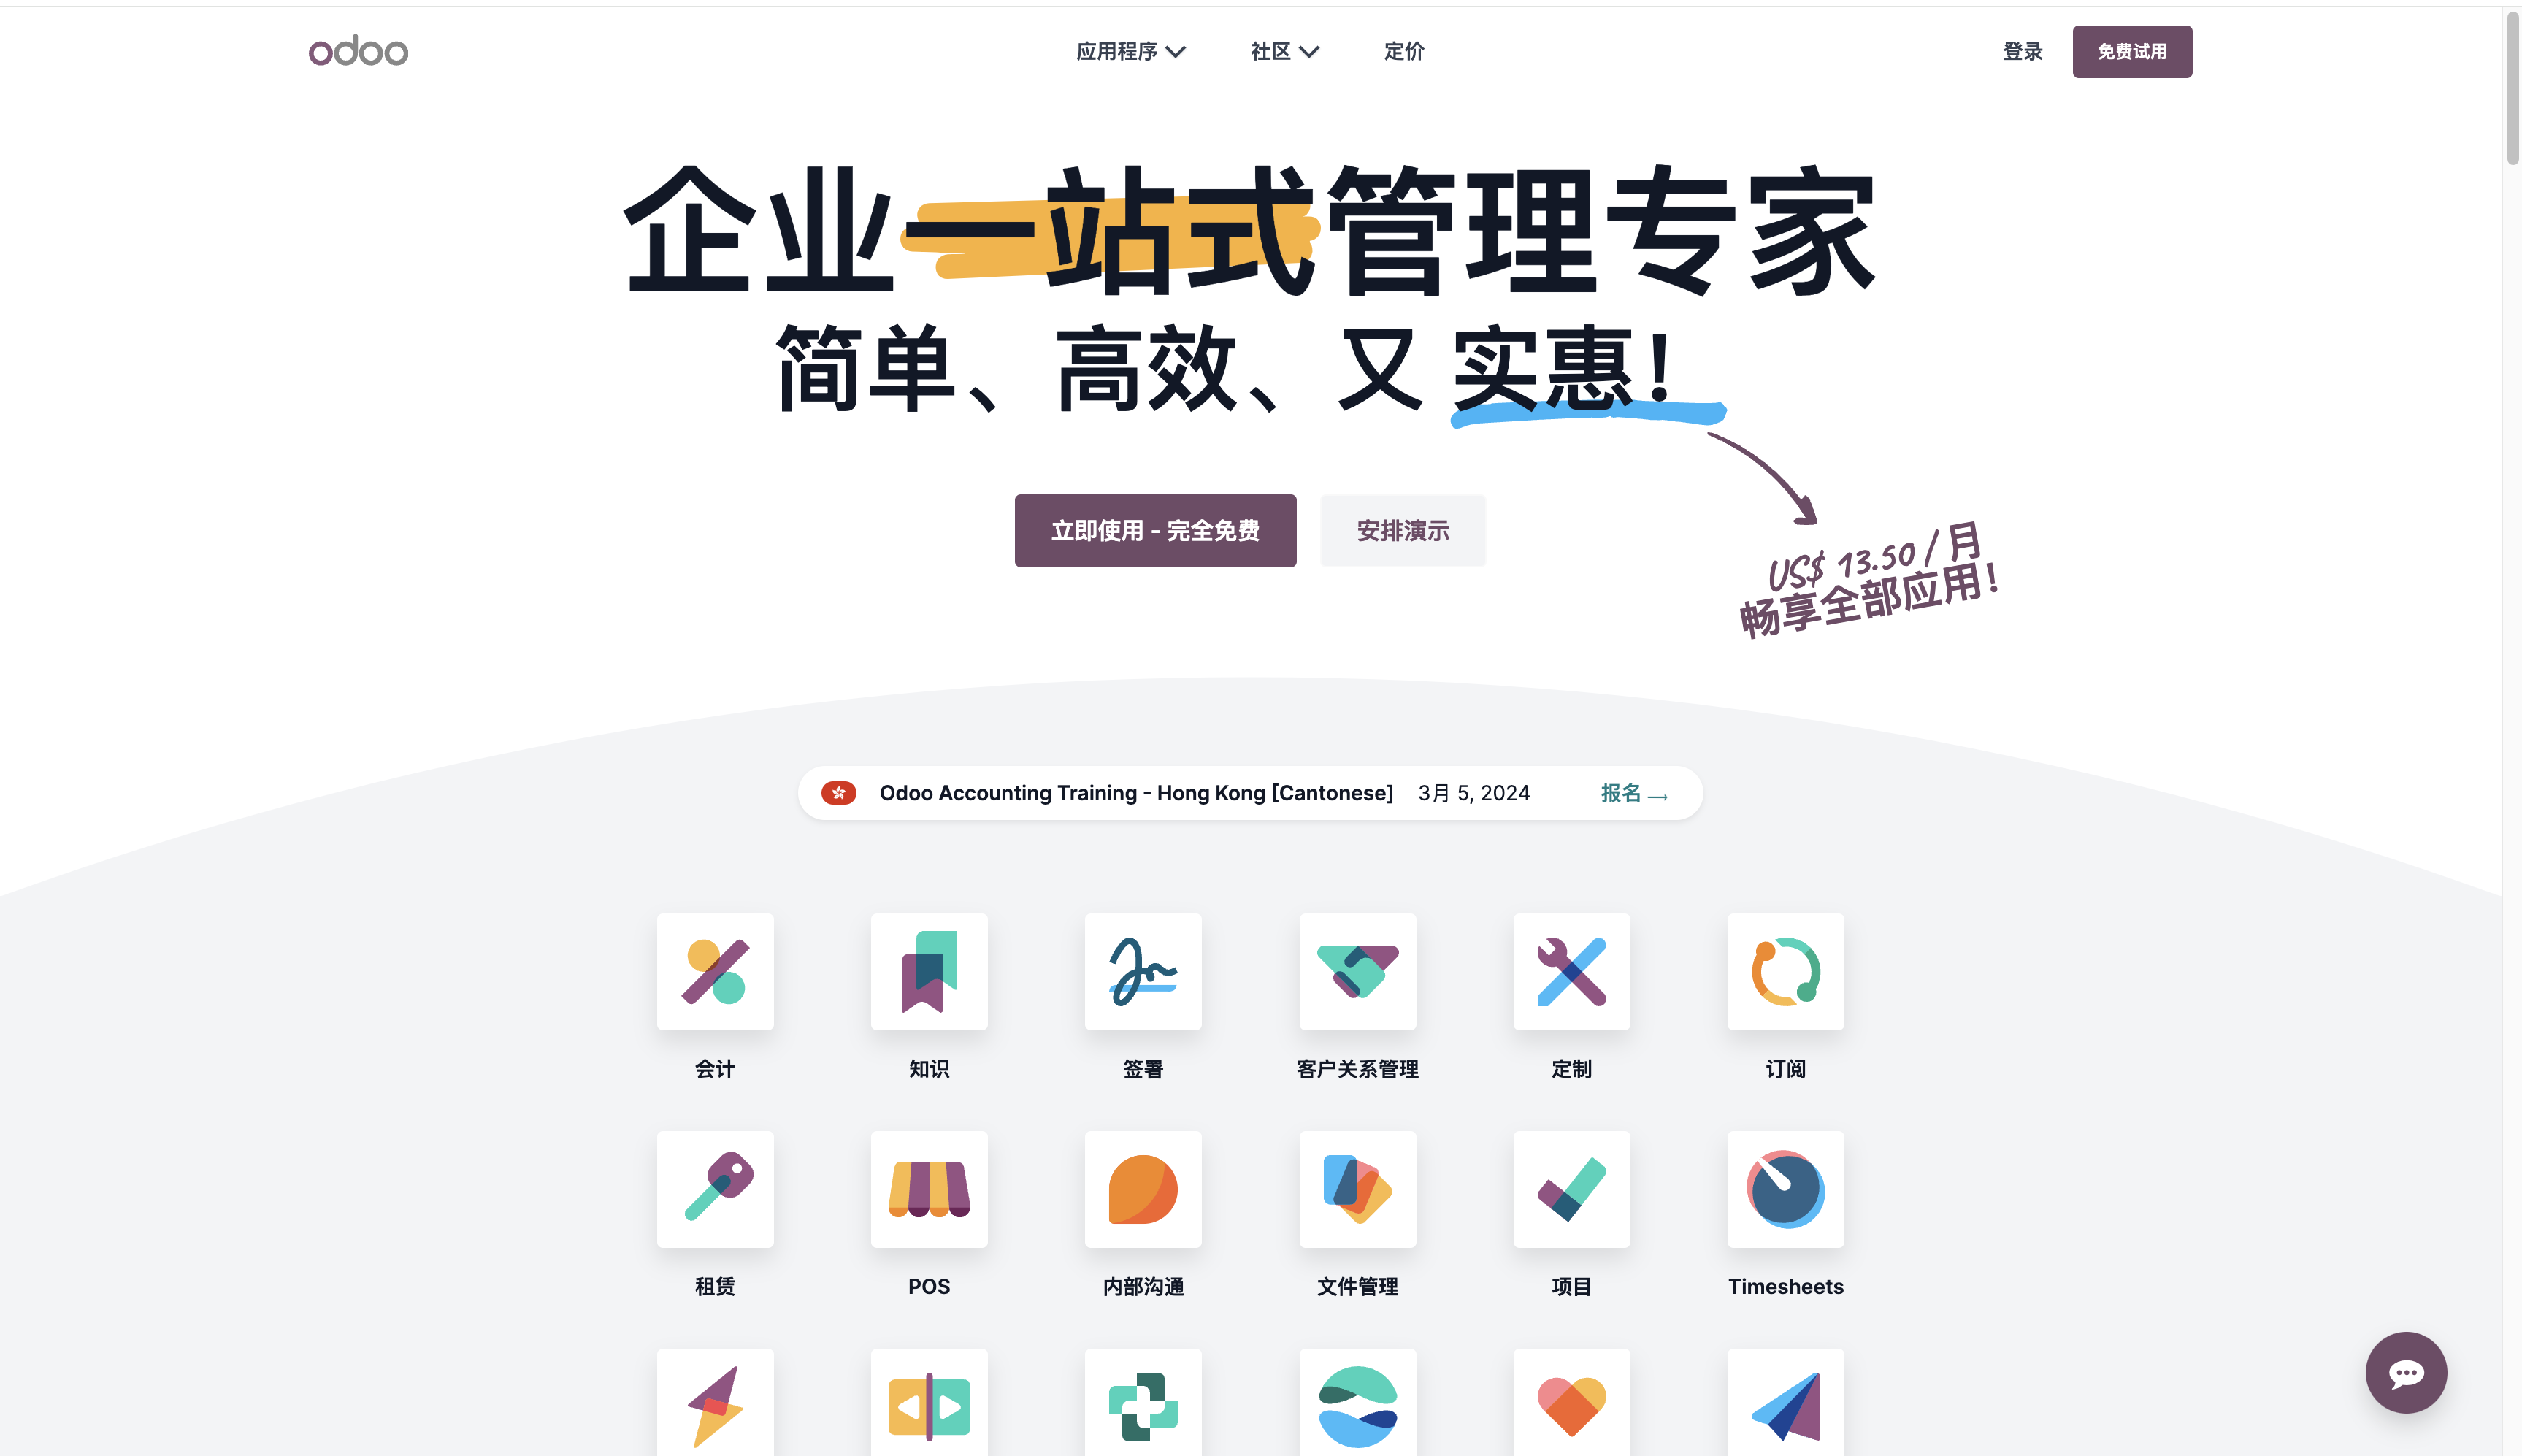 odoo
应用程序 社区 定价 登录 免费试用
企业一站式管理专家
简单、高效、又 实惠！
立即使用 - 完全免费 安排演示
US$ 13.50 / 月
畅享全部应用！
Odoo Accounting Training - Hong Kong [Cantonese] 3月 5, 2024 报名 →
会计 知识 签署 客户关系管理 定制 订阅
租赁 POS 内部沟通 文件管理 项目 Timesheets